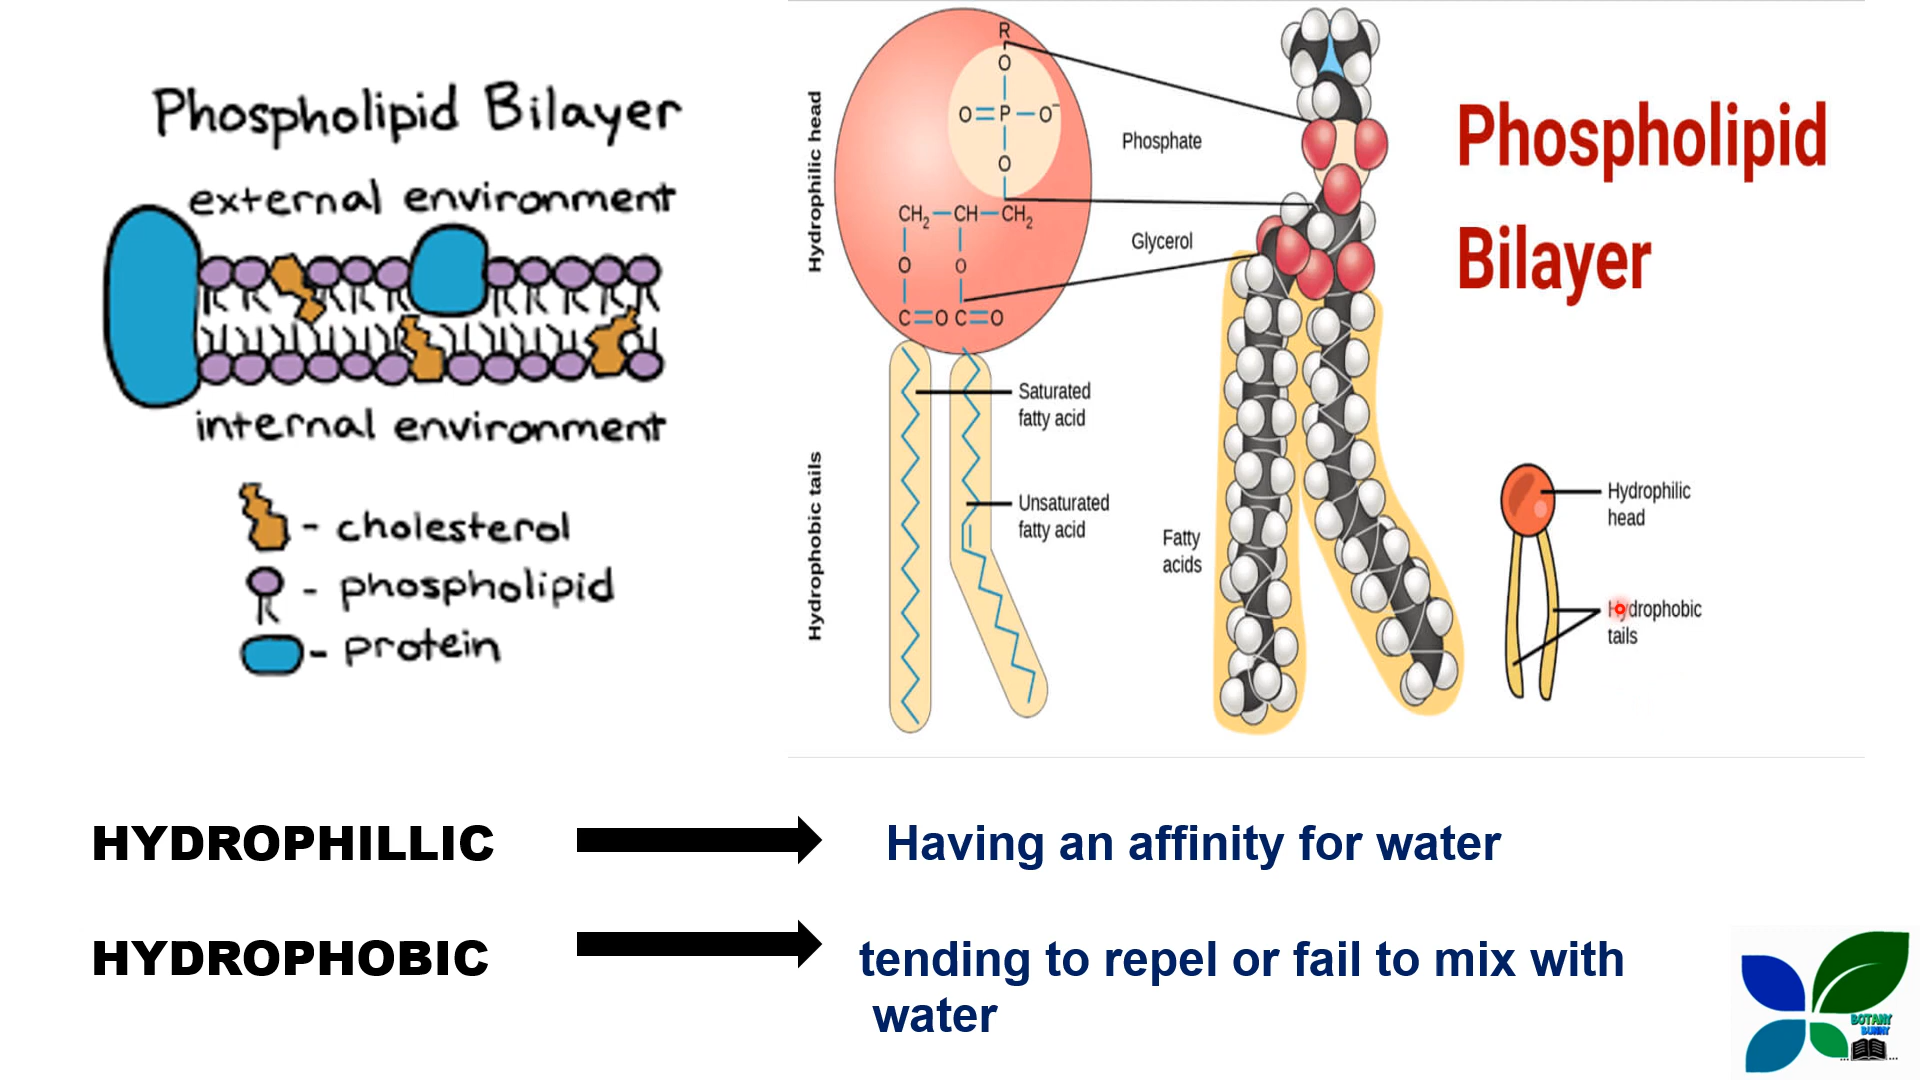 Phospholipid Bilayer
external environment
internal environment
- cholesterol
- phospholipid
- protein
Hydrophilic head
Hydrophobic tails
R
O
O=P–O⁻
O
CH₂–CH–CH₂
O O
C=O C=O
Phosphate
Glycerol
Saturated
fatty acid
Unsaturated
fatty acid
Fatty
acids
Phospholipid
Bilayer
Hydrophilic
head
Hydrophobic
tails
HYDROPHILLIC
Having an affinity for water
HYDROPHOBIC
tending to repel or fail to mix with
water
BOTANY
BUNNY